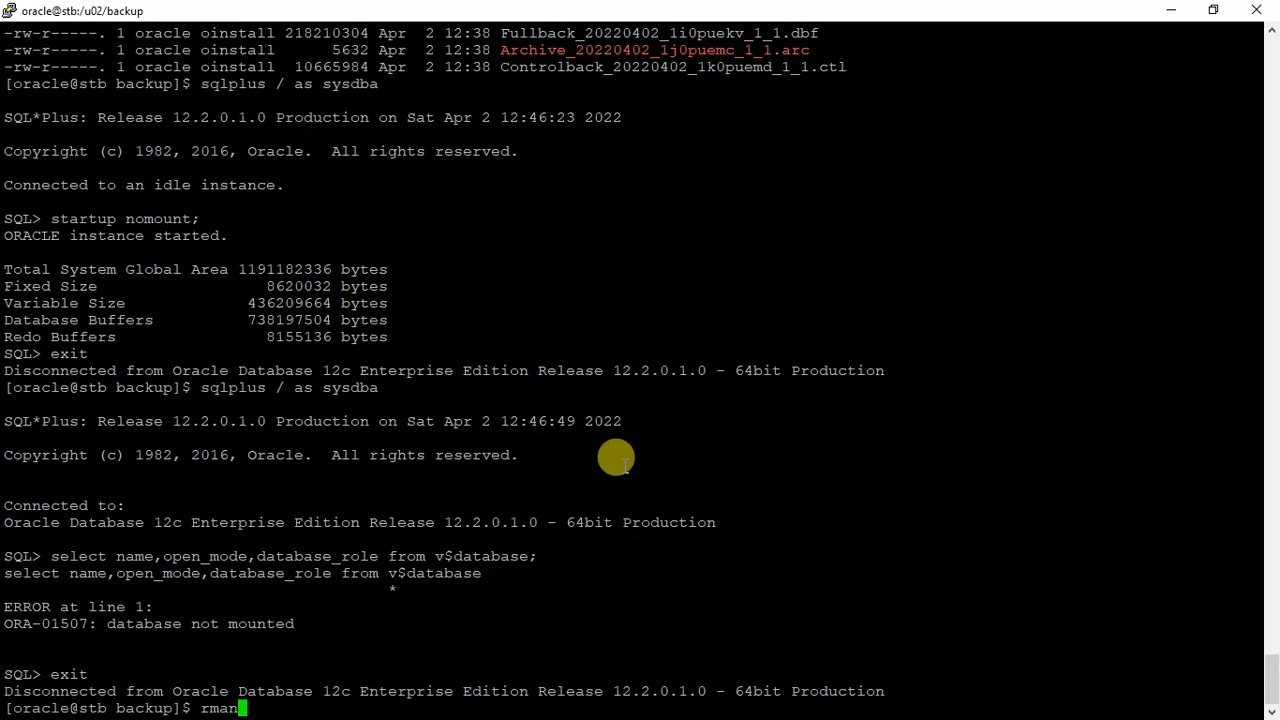 oracle@stb:/u02/backup
-rw-r-----. 1 oracle oinstall 218210304 Apr  2 12:38 Fullback_20220402_1i0puekv_1_1.dbf
-rw-r-----. 1 oracle oinstall      5632 Apr  2 12:38 Archive_20220402_1j0puemc_1_1.arc
-rw-r-----. 1 oracle oinstall  10665984 Apr  2 12:38 Controlback_20220402_1k0puemd_1_1.ctl
[oracle@stb backup]$ sqlplus / as sysdba
SQL*Plus: Release 12.2.0.1.0 Production on Sat Apr 2 12:46:23 2022
Copyright (c) 1982, 2016, Oracle.  All rights reserved.
Connected to an idle instance.
SQL> startup nomount;
ORACLE instance started.
Total System Global Area 1191182336 bytes
Fixed Size                  8620032 bytes
Variable Size             436209664 bytes
Database Buffers          738197504 bytes
Redo Buffers                8155136 bytes
SQL> exit
Disconnected from Oracle Database 12c Enterprise Edition Release 12.2.0.1.0 - 64bit Production
[oracle@stb backup]$ sqlplus / as sysdba
SQL*Plus: Release 12.2.0.1.0 Production on Sat Apr 2 12:46:49 2022
Copyright (c) 1982, 2016, Oracle.  All rights reserved.
Connected to:
Oracle Database 12c Enterprise Edition Release 12.2.0.1.0 - 64bit Production
SQL> select name,open_mode,database_role from v$database;
select name,open_mode,database_role from v$database
*
ERROR at line 1:
ORA-01507: database not mounted
SQL> exit
Disconnected from Oracle Database 12c Enterprise Edition Release 12.2.0.1.0 - 64bit Production
[oracle@stb backup]$ rman